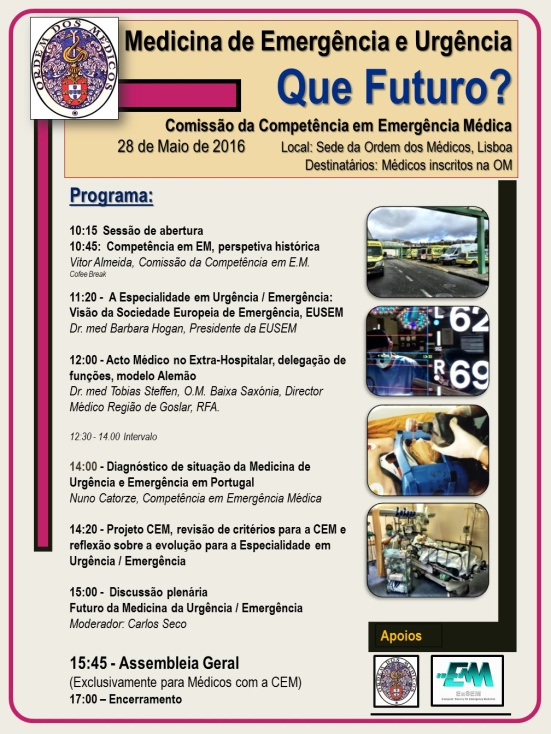 ORDEM DOS MEDICOS
Medicina de Emergência e Urgência
Que Futuro?
Comissão da Competência em Emergência Médica
28 de Maio de 2016 Local: Sede da Ordem dos Médicos, Lisboa
Destinatários: Médicos inscritos na OM
Programa:
10:15 Sessão de abertura
10:45: Competência em EM, perspetiva histórica
Vitor Almeida, Comissão da Competência em E.M.
Cofee Break
11:20 - A Especialidade em Urgência / Emergência:
Visão da Sociedade Europeia de Emergência, EUSEM
Dr. med Barbara Hogan, Presidente da EUSEM
12:00 - Acto Médico no Extra-Hospitalar, delegação de
funções, modelo Alemão
Dr. med Tobias Steffen, O.M. Baixa Saxónia, Director
Médico Região de Goslar, RFA.
12:30 - 14.00 Intervalo
14:00 - Diagnóstico de situação da Medicina de
Urgência e Emergência em Portugal
Nuno Catorze, Competência em Emergência Médica
14:20 - Projeto CEM, revisão de critérios para a CEM e
reflexão sobre a evolução para a Especialidade em
Urgência / Emergência
15:00 - Discussão plenária
Futuro da Medicina da Urgência / Emergência
Moderador: Carlos Seco
15:45 - Assembleia Geral
(Exclusivamente para Médicos com a CEM)
17:00 – Encerramento
62
69
Apoios
EM
EuSEM